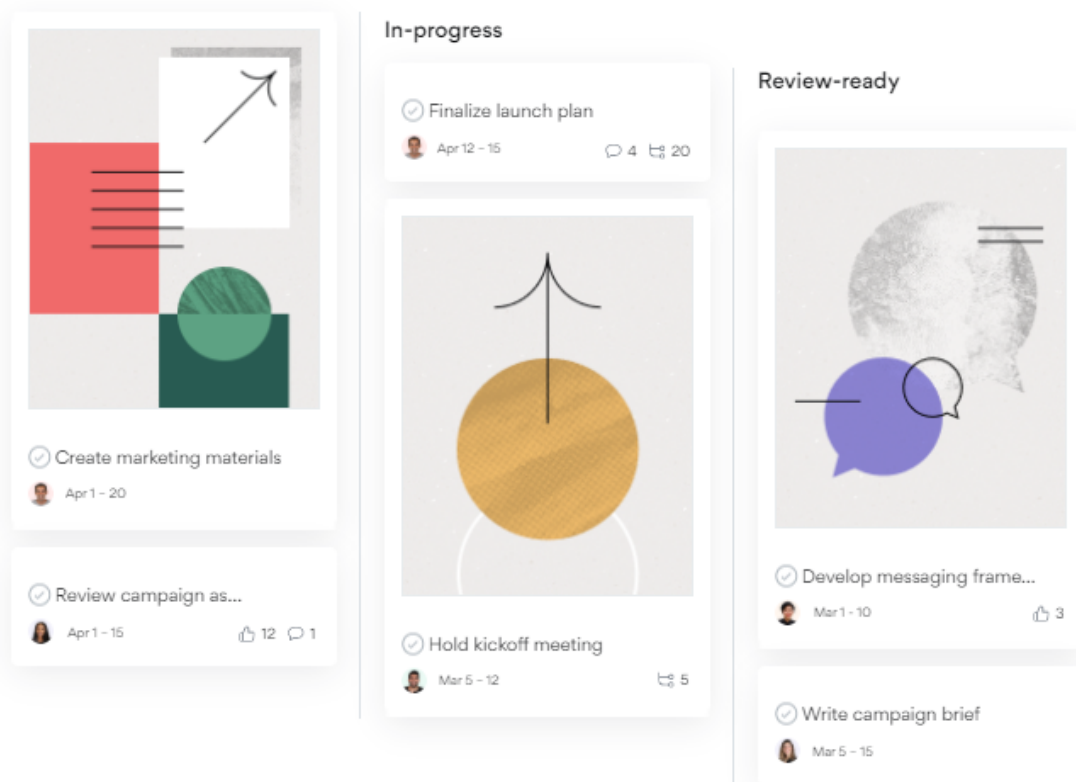 Create marketing materials
Apr 1 – 20
Review campaign as...
Apr 1 – 15
12
1
In-progress
Finalize launch plan
Apr 12 – 15
4
20
Hold kickoff meeting
Mar 5 – 12
5
Review-ready
Develop messaging frame...
Mar 1 - 10
3
Write campaign brief
Mar 5 – 15